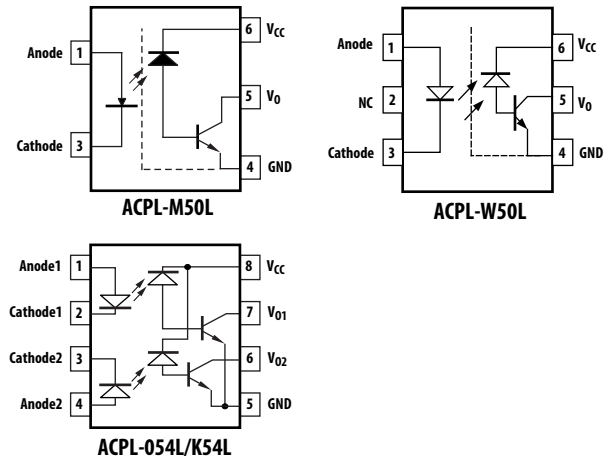 Anode 1
Cathode 3
6 VCC
5 VO
4 GND
ACPL-M50L
Anode 1
NC 2
Cathode 3
6 VCC
5 VO
4 GND
ACPL-W50L
Anode1 1
Cathode1 2
Cathode2 3
Anode2 4
8 VCC
7 VO1
6 VO2
5 GND
ACPL-054L/K54L